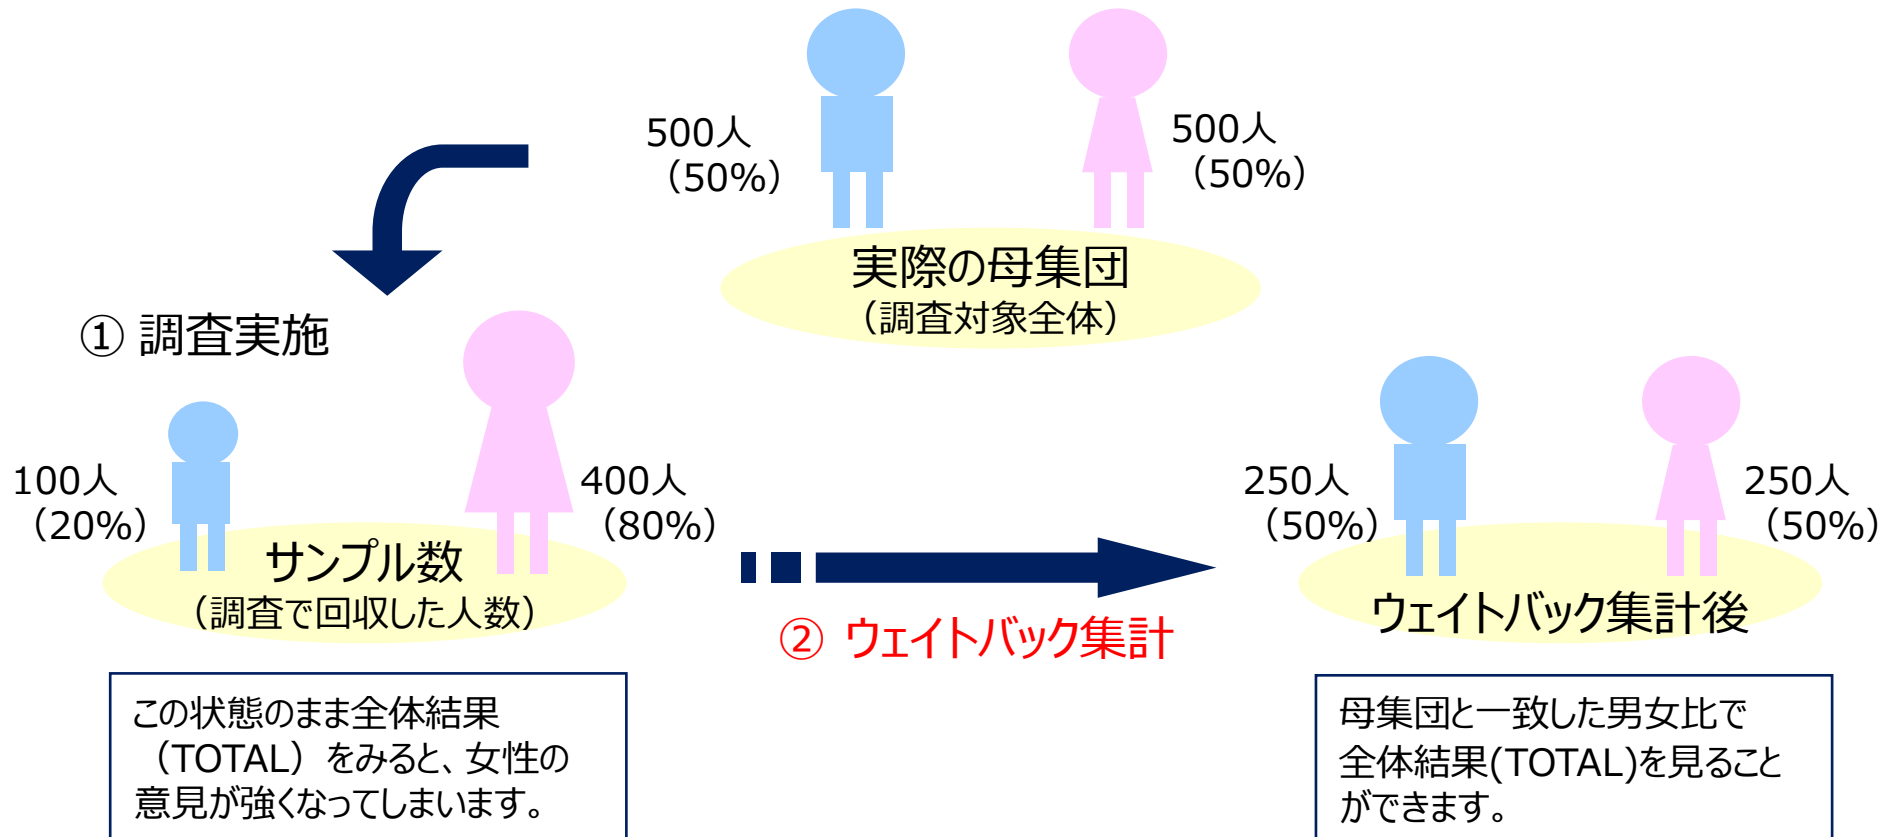 500人
（50%）
500人
（50%）
実際の母集団
（調査対象全体）
① 調査実施
100人
（20%）
400人
（80%）
サンプル数
（調査で回収した人数）
② ウェイトバック集計
250人
（50%）
250人
（50%）
ウェイトバック集計後
この状態のまま全体結果
（TOTAL）をみると、女性の
意見が強くなってしまいます。
母集団と一致した男女比で
全体結果(TOTAL)を見ること
ができます。